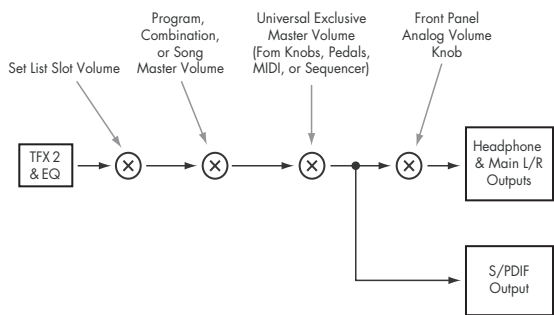 Set List Slot Volume
Program,
Combination,
or Song
Master Volume
Universal Exclusive
Master Volume
(Fom Knobs, Pedals,
MIDI, or Sequencer)
Front Panel
Analog Volume
Knob
TFX 2
& EQ
Headphone
& Main L/R
Outputs
S/PDIF
Output